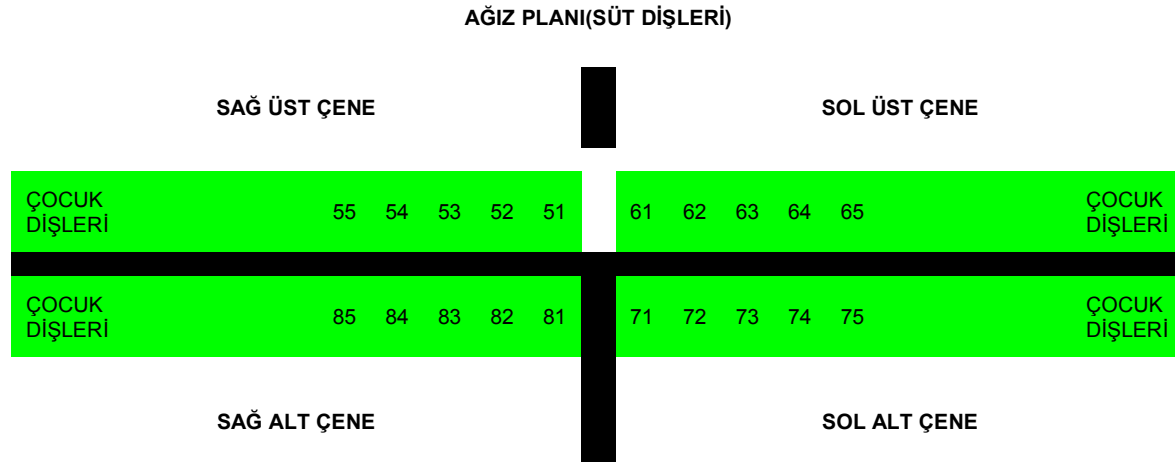 AĞIZ PLANI(SÜT DİŞLERİ)
SAĞ ÜST ÇENE SOL ÜST ÇENE
ÇOCUK DİŞLERİ 55 54 53 52 51 61 62 63 64 65 ÇOCUK DİŞLERİ
ÇOCUK DİŞLERİ 85 84 83 82 81 71 72 73 74 75 ÇOCUK DİŞLERİ
SAĞ ALT ÇENE SOL ALT ÇENE